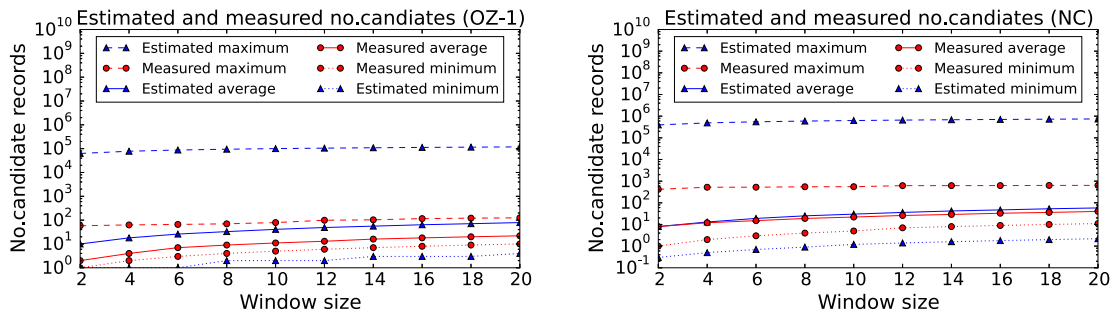 Estimated and measured no.candiates (OZ-1)
No.candidate records
10^10
10^9
10^8
10^7
10^6
10^5
10^4
10^3
10^2
10^1
10^0
Estimated maximum
Measured maximum
Estimated average
Measured average
Measured minimum
Estimated minimum
2 4 6 8 10 12 14 16 18 20
Window size
Estimated and measured no.candiates (NC)
No.candidate records
10^10
10^9
10^8
10^7
10^6
10^5
10^4
10^3
10^2
10^1
10^0
10^-1
Estimated maximum
Measured maximum
Estimated average
Measured average
Measured minimum
Estimated minimum
2 4 6 8 10 12 14 16 18 20
Window size